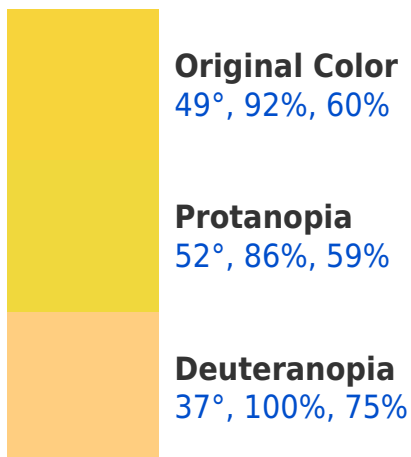 Original Color
49°, 92%, 60%
Protanopia
52°, 86%, 59%
Deuteranopia
37°, 100%, 75%